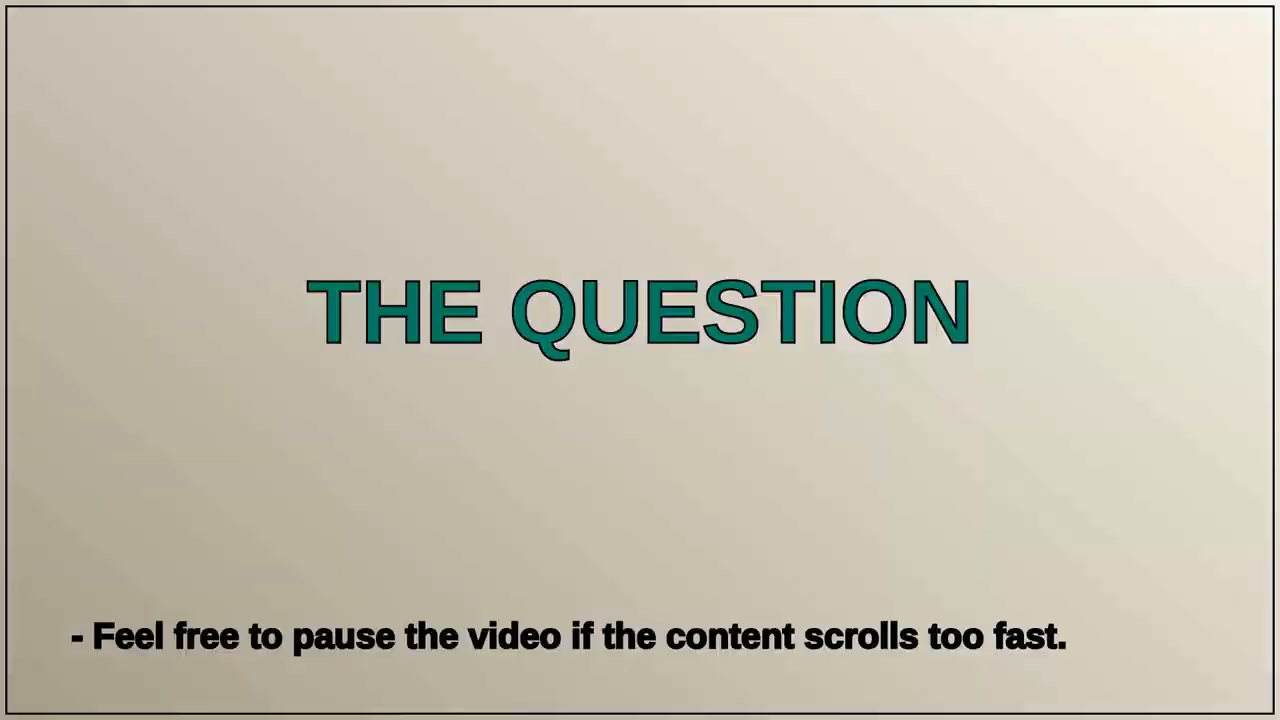 THE QUESTION
- Feel free to pause the video if the content scrolls too fast.